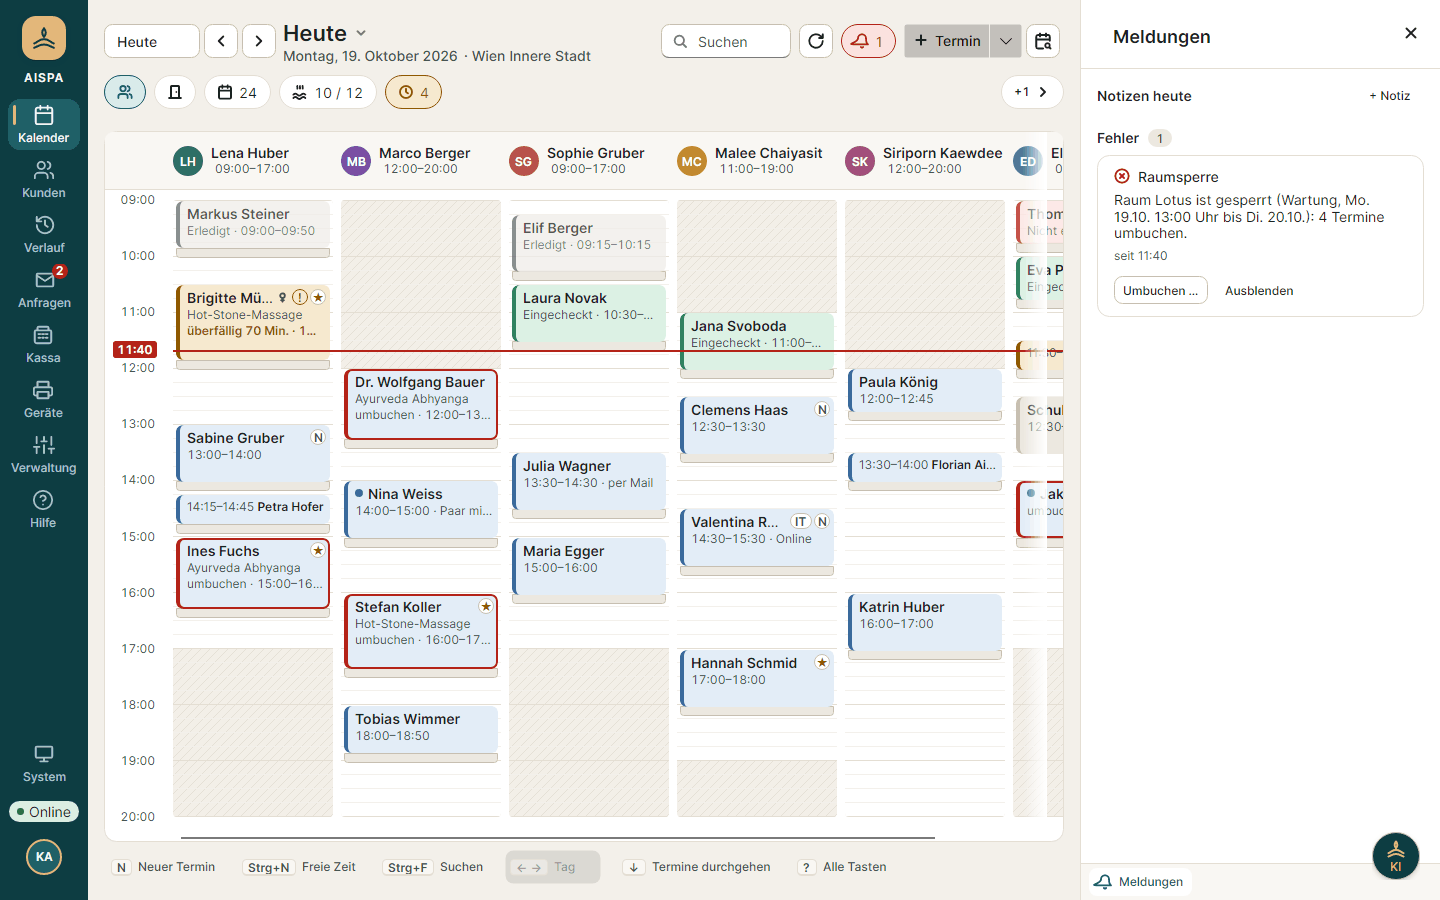 AISPA
Kalender
Kunden
Verlauf
2
Anfragen
Kassa
Geräte
Verwaltung
Hilfe
System
Online
KA
Heute
Heute
Montag, 19. Oktober 2026 · Wien Innere Stadt
Suchen
1
+ Termin
24
10 / 12
4
+1
LH Lena Huber
09:00–17:00
MB Marco Berger
12:00–20:00
SG Sophie Gruber
09:00–17:00
MC Malee Chaiyasit
11:00–19:00
SK Siriporn Kaewdee
12:00–20:00
ED
09:00
10:00
11:00
11:40
12:00
13:00
14:00
15:00
16:00
17:00
18:00
19:00
20:00
Markus Steiner
Erledigt · 09:00–09:50
Brigitte Mü... ! ★
Hot-Stone-Massage
überfällig 70 Min. · 1...
Sabine Gruber N
13:00–14:00
14:15–14:45 Petra Hofer
Ines Fuchs ★
Ayurveda Abhyanga
umbuchen · 15:00–16...
Dr. Wolfgang Bauer
Ayurveda Abhyanga
umbuchen · 12:00–13...
Nina Weiss
14:00–15:00 · Paar mi...
Stefan Koller ★
Hot-Stone-Massage
umbuchen · 16:00–17...
Tobias Wimmer
18:00–18:50
Elif Berger
Erledigt · 09:15–10:15
Laura Novak
Eingecheckt · 10:30–...
Julia Wagner
13:30–14:30 · per Mail
Maria Egger
15:00–16:00
Jana Svoboda
Eingecheckt · 11:00–...
Clemens Haas N
12:30–13:30
Valentina R... IT N
14:30–15:30 · Online
Hannah Schmid ★
17:00–18:00
Paula König
12:00–12:45
13:30–14:00 Florian Ai...
Katrin Huber
16:00–17:00
Thom
Nicht
Eva P
Einge
Schul
12:30
Jak
N Neuer Termin
Strg+N Freie Zeit
Strg+F Suchen
← → Tag
↓ Termine durchgehen
? Alle Tasten
Meldungen
Notizen heute
+ Notiz
Fehler 1
Raumsperre
Raum Lotus ist gesperrt (Wartung, Mo.
19.10. 13:00 Uhr bis Di. 20.10.): 4 Termine
umbuchen.
seit 11:40
Umbuchen ...
Ausblenden
Meldungen
KI